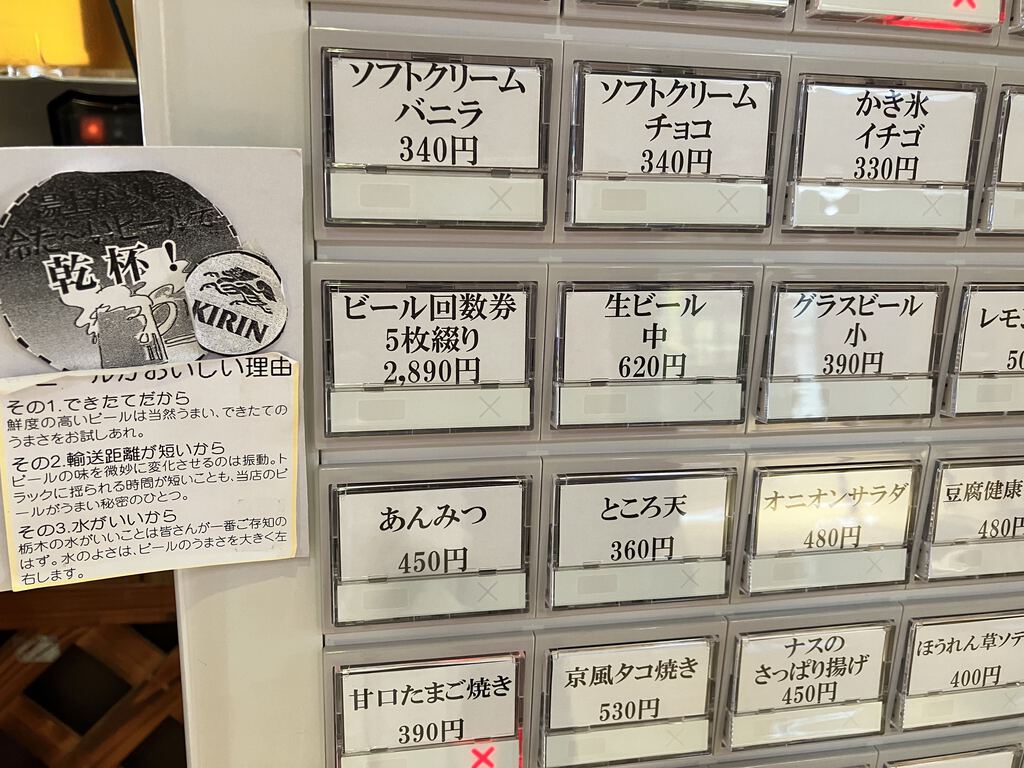 乾杯！
KIRIN
ビールがおいしい理由
その1.できたてだから
鮮度の高いビールは当然うまい、できたての
うまさをお試しあれ。
その2.輸送距離が短いから
ビールの味を微妙に変化させるのは振動。ト
ラックに揺られる時間が短いことも、当店のビ
ールがうまい秘密のひとつ。
その3.水がいいから
栃木の水がいいことは皆さんが一番ご存知の
はず。水のよさは、ビールのうまさを大きく左
右します。
ソフトクリーム
バニラ
340円
ソフトクリーム
チョコ
340円
かき氷
イチゴ
330円
ビール回数券
5枚綴り
2,890円
生ビール
中
620円
グラスビール
小
390円
レモ
50
あんみつ
450円
ところ天
360円
オニオンサラダ
480円
豆腐健康
480円
甘口たまご焼き
390円
京風タコ焼き
530円
ナスの
さっぱり揚げ
450円
ほうれん草ソテ
400円